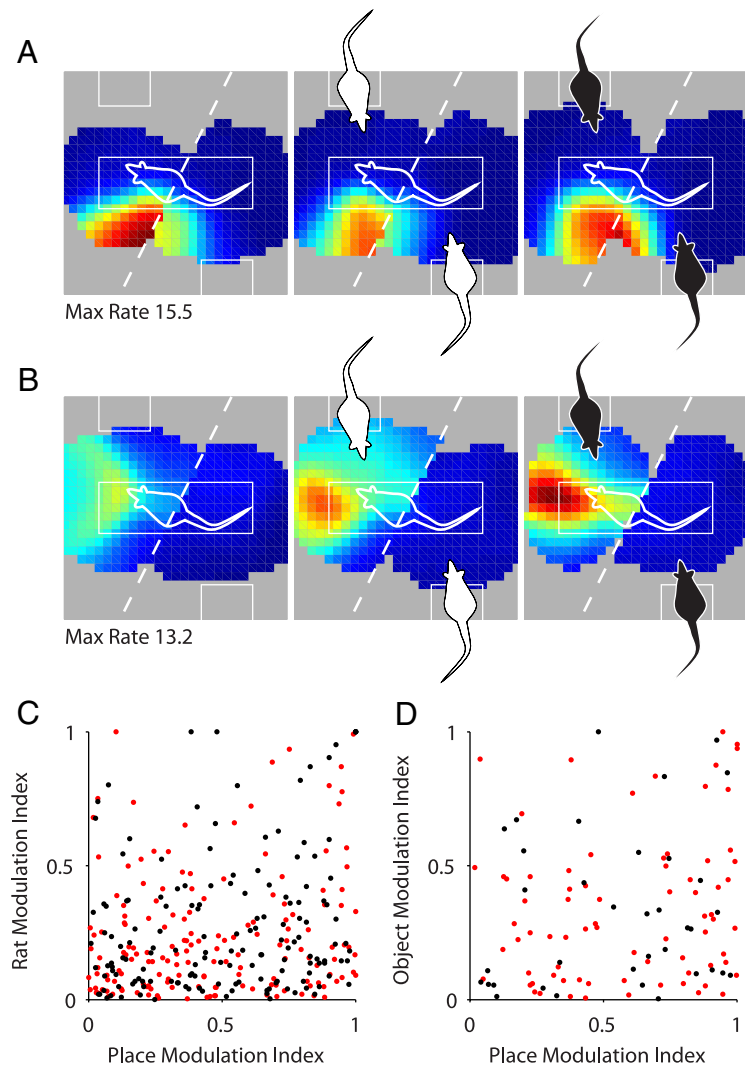 A
Max Rate 15.5
B
Max Rate 13.2
C
Rat Modulation Index
1
0.5
0
0
0.5
1
Place Modulation Index
D
Object Modulation Index
1
0.5
0
0
0.5
1
Place Modulation Index